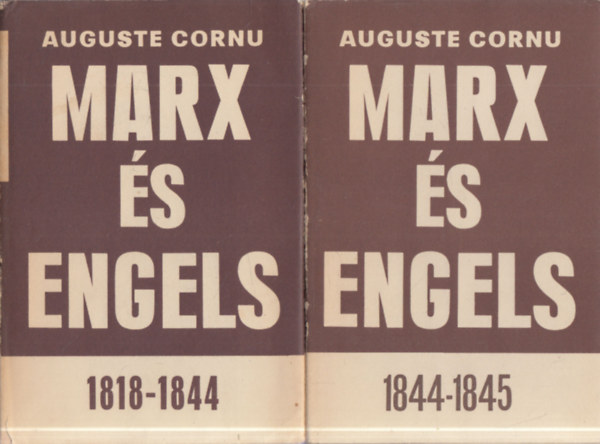 AUGUSTE CORNU
MARX
ÉS
ENGELS
1818-1844
AUGUSTE CORNU
MARX
ÉS
ENGELS
1844-1845